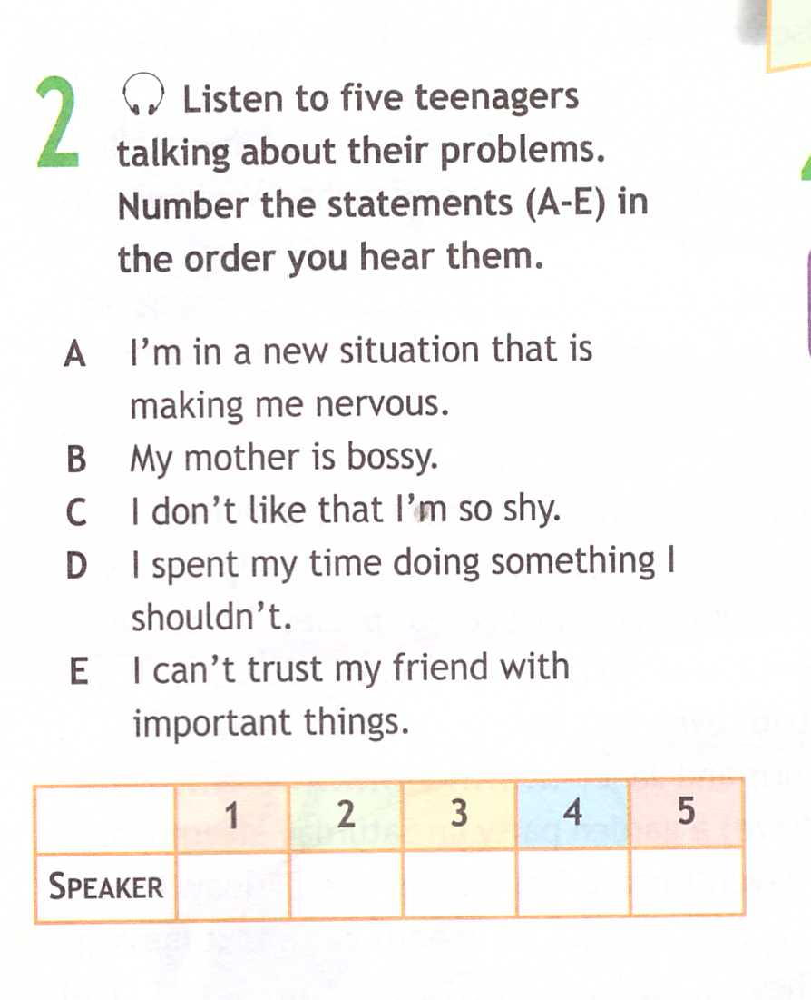 2 Listen to five teenagers
talking about their problems.
Number the statements (A-E) in
the order you hear them.
A I'm in a new situation that is
making me nervous.
B My mother is bossy.
C I don't like that I'm so shy.
D I spent my time doing something I
shouldn't.
E I can't trust my friend with
important things.
1 2 3 4 5
SPEAKER